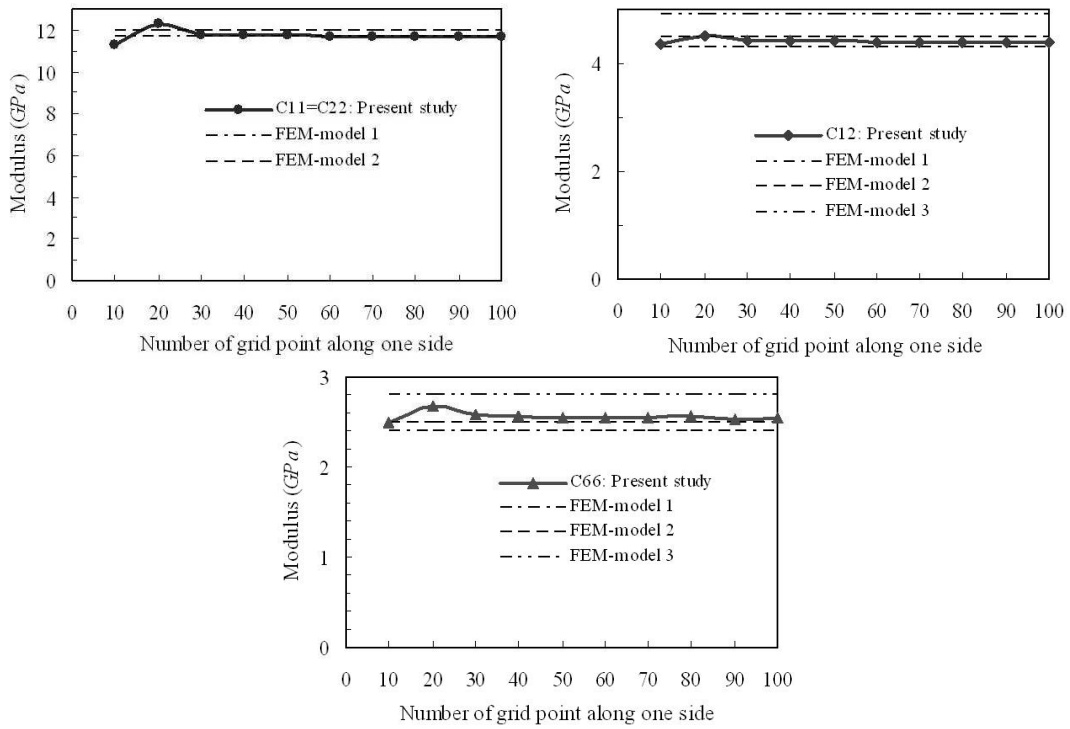 12
10
8
6
4
2
0
Modulus (GPa)
C11=C22: Present study
FEM-model 1
FEM-model 2
0 10 20 30 40 50 60 70 80 90 100
Number of grid point along one side
4
2
0
Modulus (GPa)
C12: Present study
FEM-model 1
FEM-model 2
FEM-model 3
0 10 20 30 40 50 60 70 80 90 100
Number of grid point along one side
3
2
1
0
Modulus (GPa)
C66: Present study
FEM-model 1
FEM-model 2
FEM-model 3
0 10 20 30 40 50 60 70 80 90 100
Number of grid point along one side